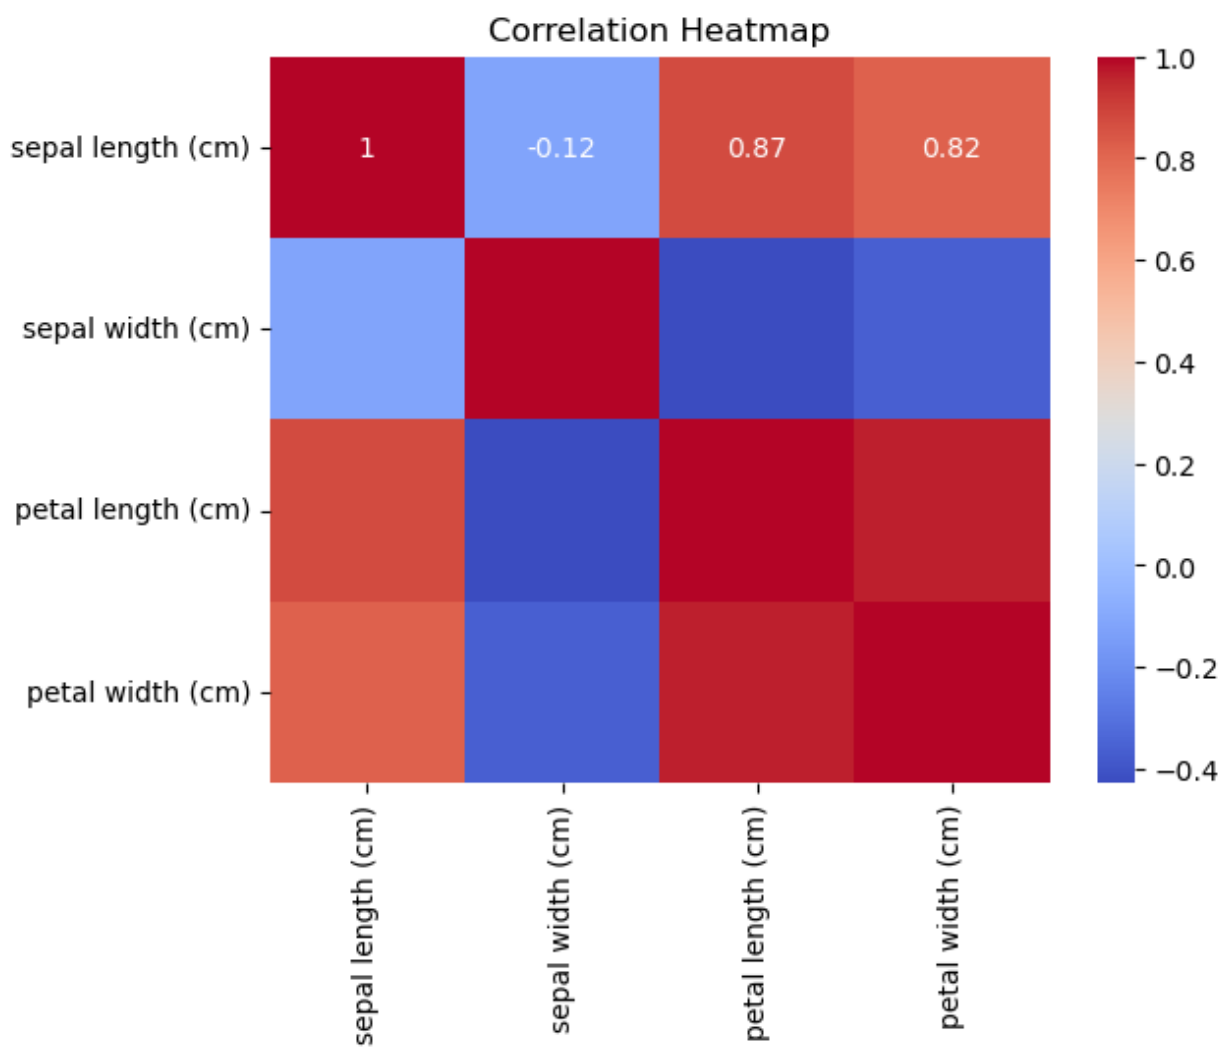 Correlation Heatmap
sepal length (cm)
1 -0.12 0.87 0.82
sepal width (cm)
petal length (cm)
petal width (cm)
sepal length (cm)
sepal width (cm)
petal length (cm)
petal width (cm)
1.0
0.8
0.6
0.4
0.2
0.0
−0.2
−0.4